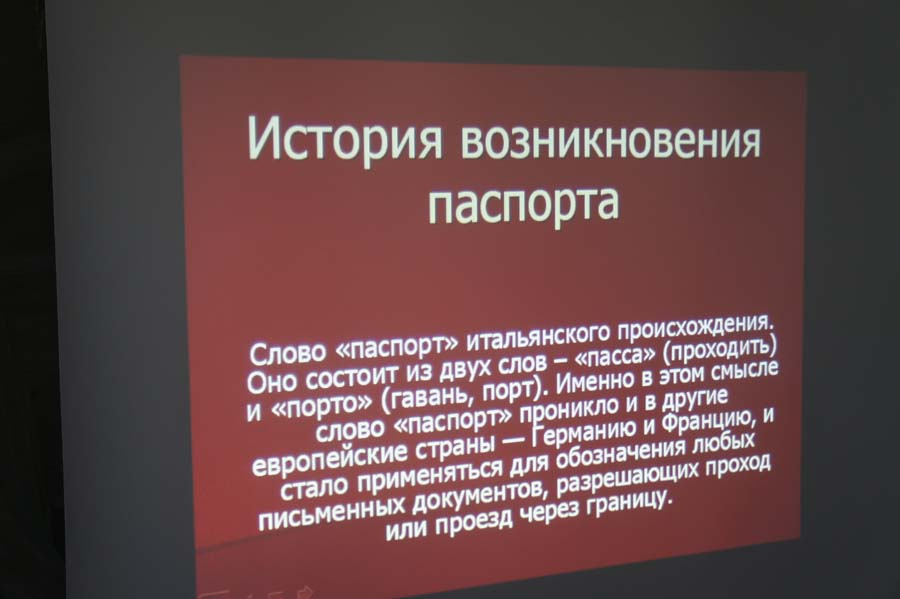 История возникновения
паспорта
Слово «паспорт» итальянского происхождения.
Оно состоит из двух слов – «пасса» (проходить)
и «порто» (гавань, порт). Именно в этом смысле
слово «паспорт» проникло и в другие
европейские страны — Германию и Францию, и
стало применяться для обозначения любых
письменных документов, разрешающих проход
или проезд через границу.